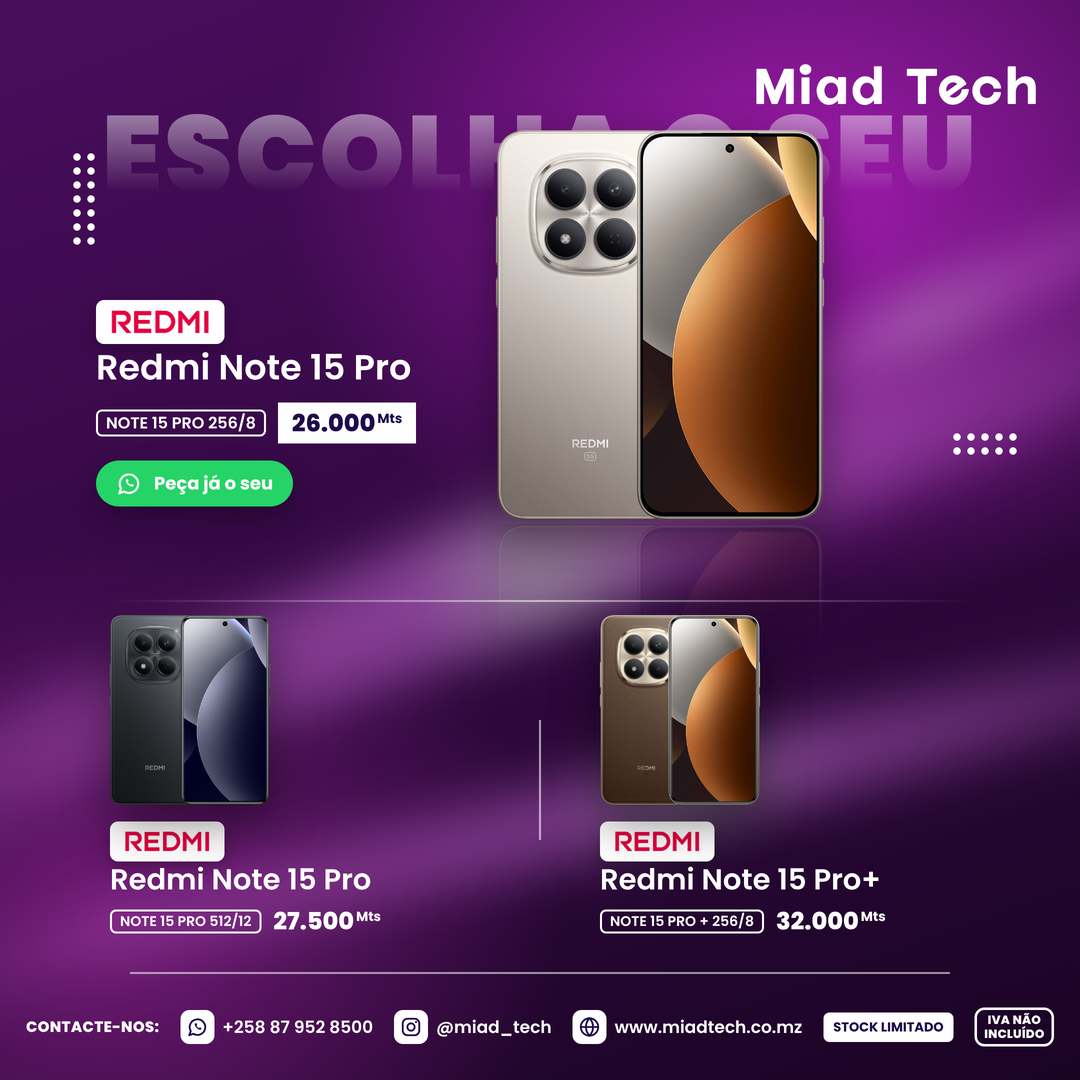 Miad Tech
ESCOLHA O SEU
REDMI
Redmi Note 15 Pro
NOTE 15 PRO 256/8
26.000 Mts
Peça já o seu
REDMI
5G
REDMI
REDMI
REDMI
Redmi Note 15 Pro
NOTE 15 PRO 512/12
27.500 Mts
REDMI
Redmi Note 15 Pro+
NOTE 15 PRO + 256/8
32.000 Mts
CONTACTE-NOS:
+258 87 952 8500
@miad_tech
www.miadtech.co.mz
STOCK LIMITADO
IVA NÃO
INCLUÍDO